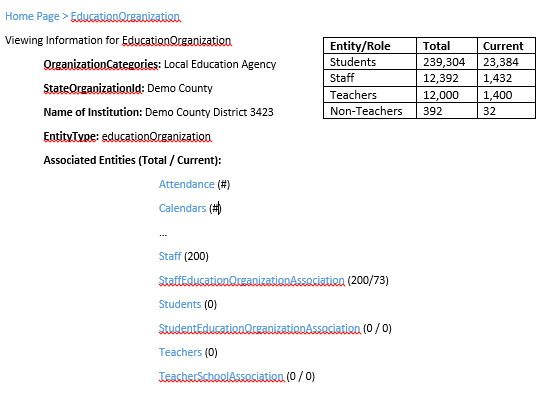 Home Page > EducationOrganization
Viewing Information for EducationOrganization
OrganizationCategories: Local Education Agency
StateOrganizationId: Demo County
Name of Institution: Demo County District 3423
EntityType: educationOrganization
Associated Entities (Total / Current):
Attendance (#)
Calendars (#)
...
Staff (200)
StaffEducationOrganizationAssociation (200/73)
Students (0)
StudentEducationOrganizationAssociation (0 / 0)
Teachers (0)
TeacherSchoolAssociation (0 / 0)
Entity/Role Total Current
Students 239,304 23,384
Staff 12,392 1,432
Teachers 12,000 1,400
Non-Teachers 392 32